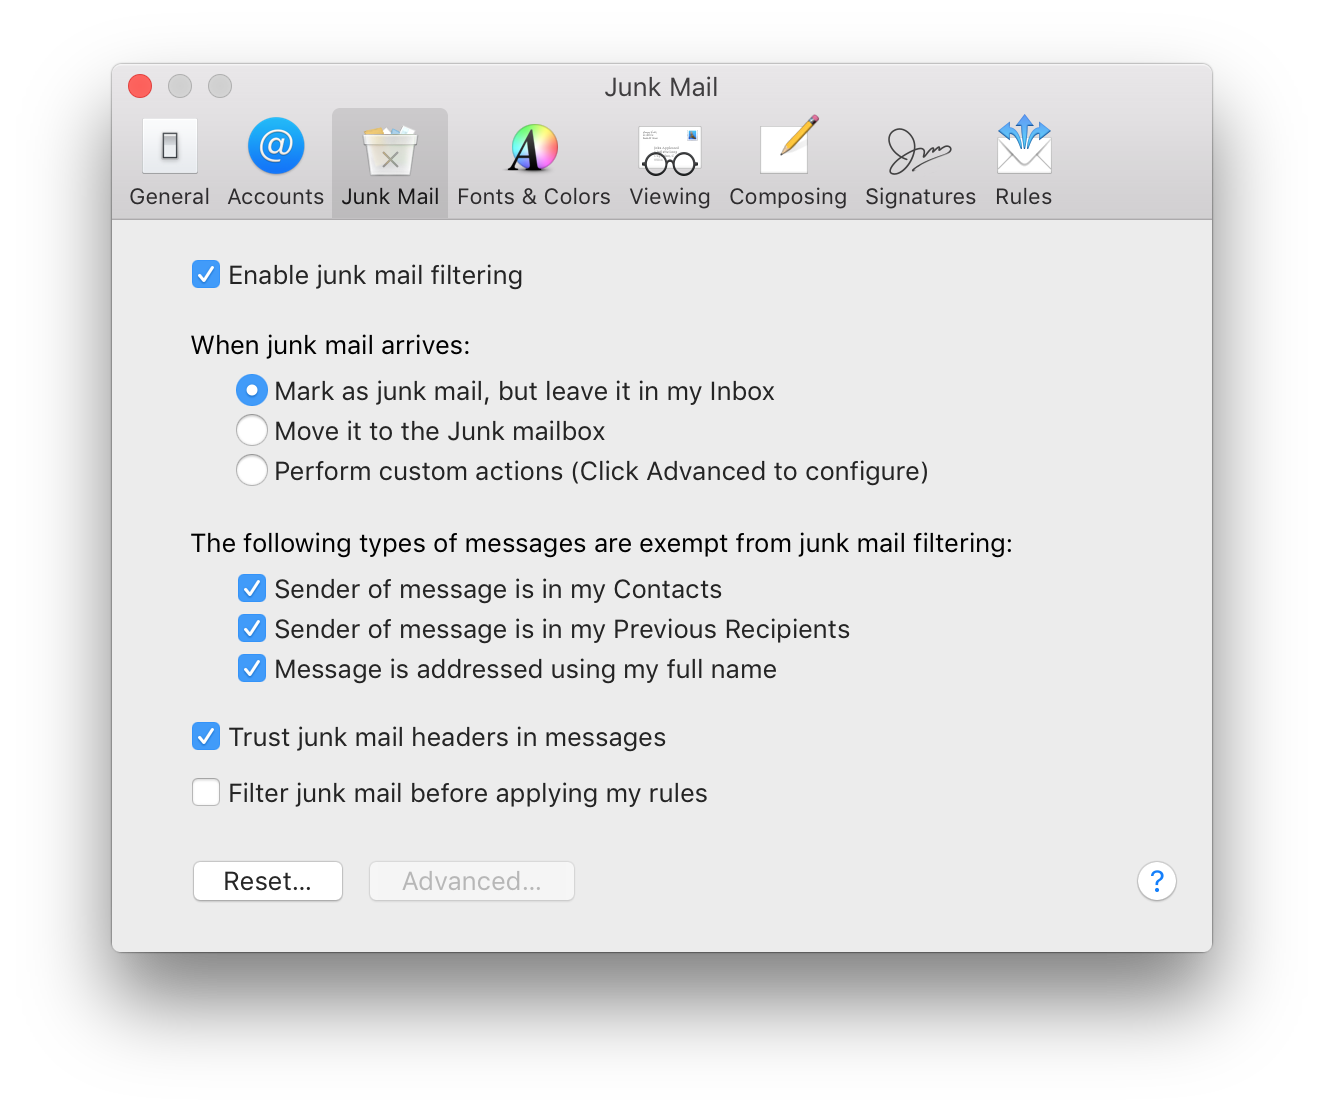 Junk Mail
General Accounts Junk Mail Fonts & Colors Viewing Composing Signatures Rules
Enable junk mail filtering
When junk mail arrives:
Mark as junk mail, but leave it in my Inbox
Move it to the Junk mailbox
Perform custom actions (Click Advanced to configure)
The following types of messages are exempt from junk mail filtering:
Sender of message is in my Contacts
Sender of message is in my Previous Recipients
Message is addressed using my full name
Trust junk mail headers in messages
Filter junk mail before applying my rules
Reset... Advanced... ?